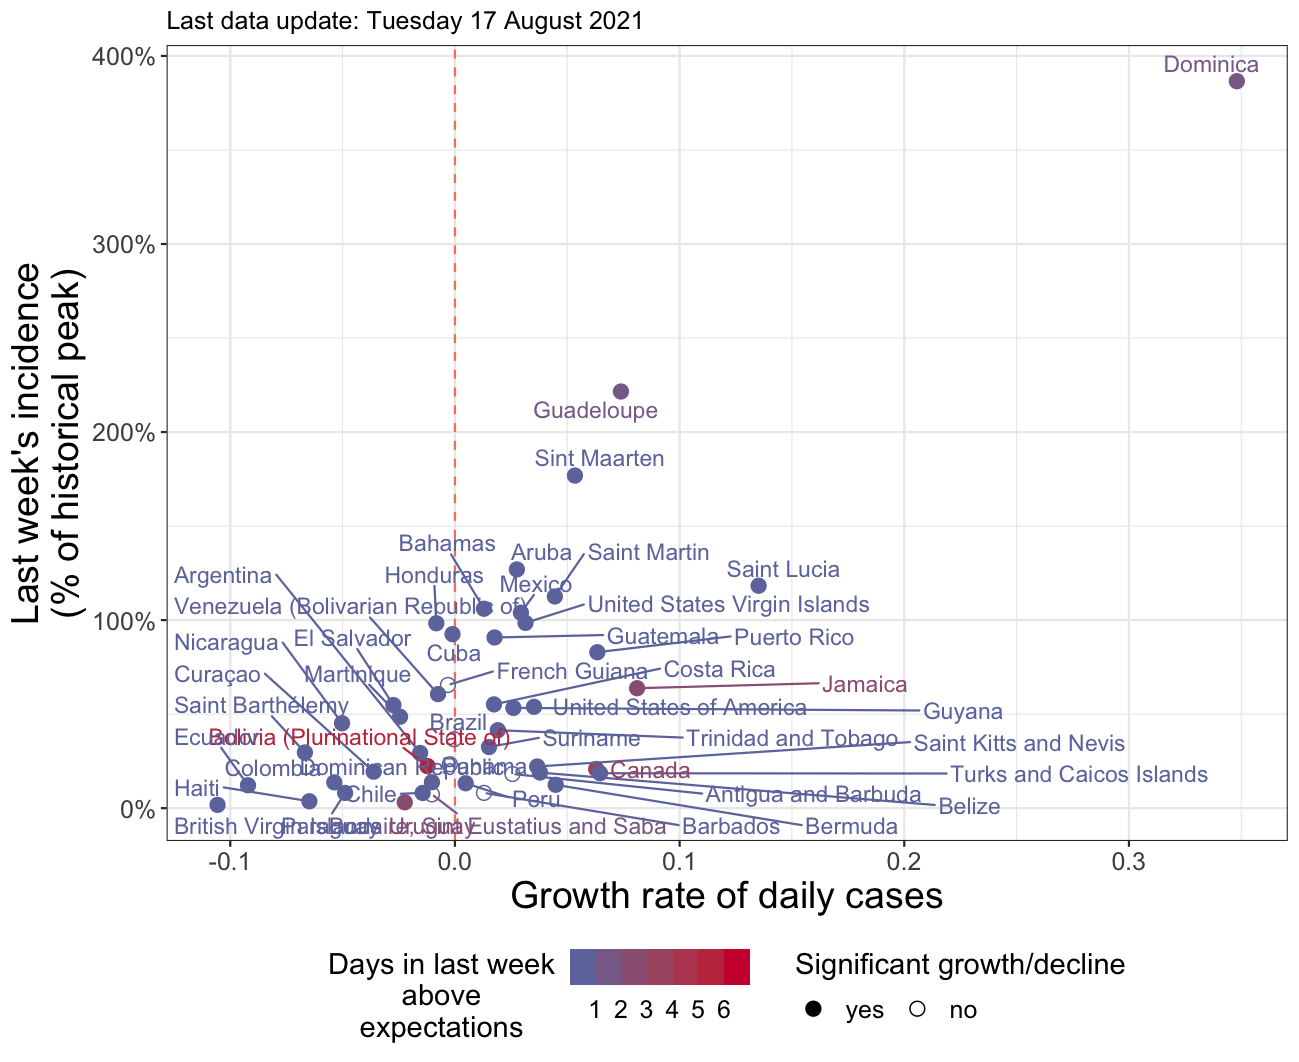 Last data update: Tuesday 17 August 2021
400%
300%
200%
100%
0%
Last week's incidence
(% of historical peak)
Dominica
Guadeloupe
Sint Maarten
Bahamas
Aruba
Saint Martin
Saint Lucia
Argentina
Honduras
Mexico
Venezuela (Bolivarian Republic of)
United States Virgin Islands
Nicaragua
El Salvador
Cuba
Guatemala
Puerto Rico
Curaçao
Martinique
French Guiana
Costa Rica
Jamaica
Saint Barthélemy
Brazil
United States of America
Guyana
Ecuador
Bolivia (Plurinational State of)
Suriname
Trinidad and Tobago
Saint Kitts and Nevis
Colombia
Dominican Republic
Panama
Canada
Turks and Caicos Islands
Haiti
Chile
Peru
Antigua and Barbuda
Belize
British Virgin Islands
Paraguay
Bonaire, Sint Eustatius and Saba
Uruguay
Barbados
Bermuda
-0.1
0.0
0.1
0.2
0.3
Growth rate of daily cases
Days in last week
above
expectations
1 2 3 4 5 6
Significant growth/decline
yes
no